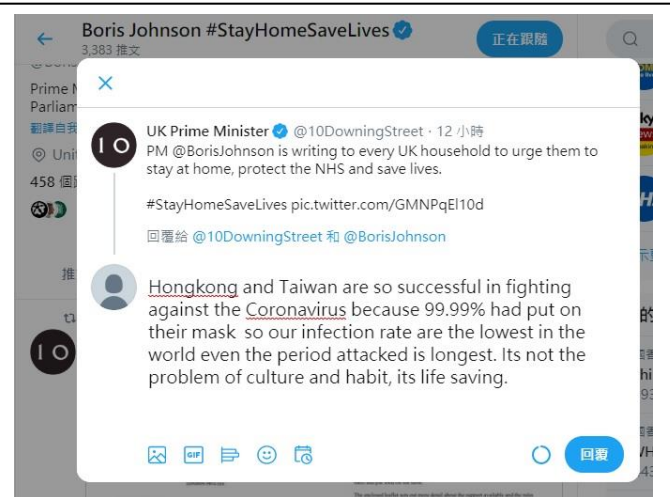 Boris Johnson #StayHomeSaveLives
3,383 推文
正在跟隨
Prime M
Parliam
翻譯自我
Unit
458 個
推
UK Prime Minister @10DowningStreet · 12 小時
PM @BorisJohnson is writing to every UK household to urge them to
stay at home, protect the NHS and save lives.
#StayHomeSaveLives pic.twitter.com/GMNPqEl10d
回覆給 @10DowningStreet 和 @BorisJohnson
Hongkong and Taiwan are so successful in fighting
against the Coronavirus because 99.99% had put on
their mask so our infection rate are the lowest in the
world even the period attacked is longest. Its not the
problem of culture and habit, its life saving.
GIF
回覆
10
10